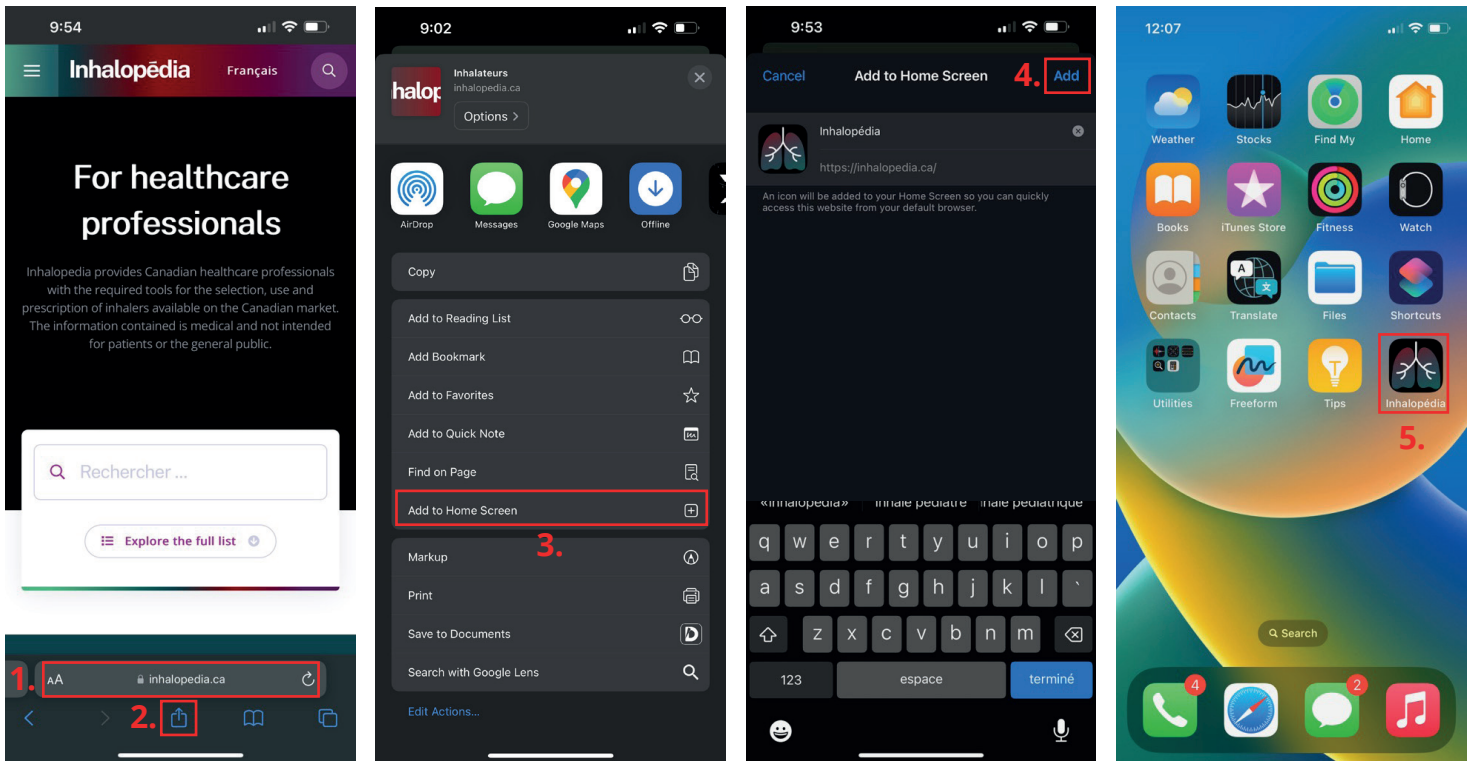 9:54
Inhalopēdia
Français
For healthcare
professionals
Inhalopedia provides Canadian healthcare professionals
with the required tools for the selection, use and
prescription of inhalers available on the Canadian market.
The information contained is medical and not intended
for patients or the general public.
Rechercher ...
Explore the full list
1.
AA
inhalopedia.ca
2.
9:02
halop
Inhalateurs
inhalopedia.ca
Options >
AirDrop
Messages
Google Maps
Offline
Copy
Add to Reading List
Add Bookmark
Add to Favorites
Add to Quick Note
Find on Page
Add to Home Screen
3.
Markup
Print
Save to Documents
Search with Google Lens
Edit Actions...
9:53
Cancel
Add to Home Screen
4.
Add
Inhalopédia
https://inhalopedia.ca/
An icon will be added to your Home Screen so you can quickly
access this website from your default browser.
«Inhalopedia» inhale pédiatre inhale pédiatrique
q w e r t y u i o p
a s d f g h j k l `
z x c v b n m
123 espace terminé
12:07
Weather Stocks Find My Home
Books iTunes Store Fitness Watch
Contacts Translate Files Shortcuts
Utilities Freeform Tips Inhalopédia
5.
Search
4 2